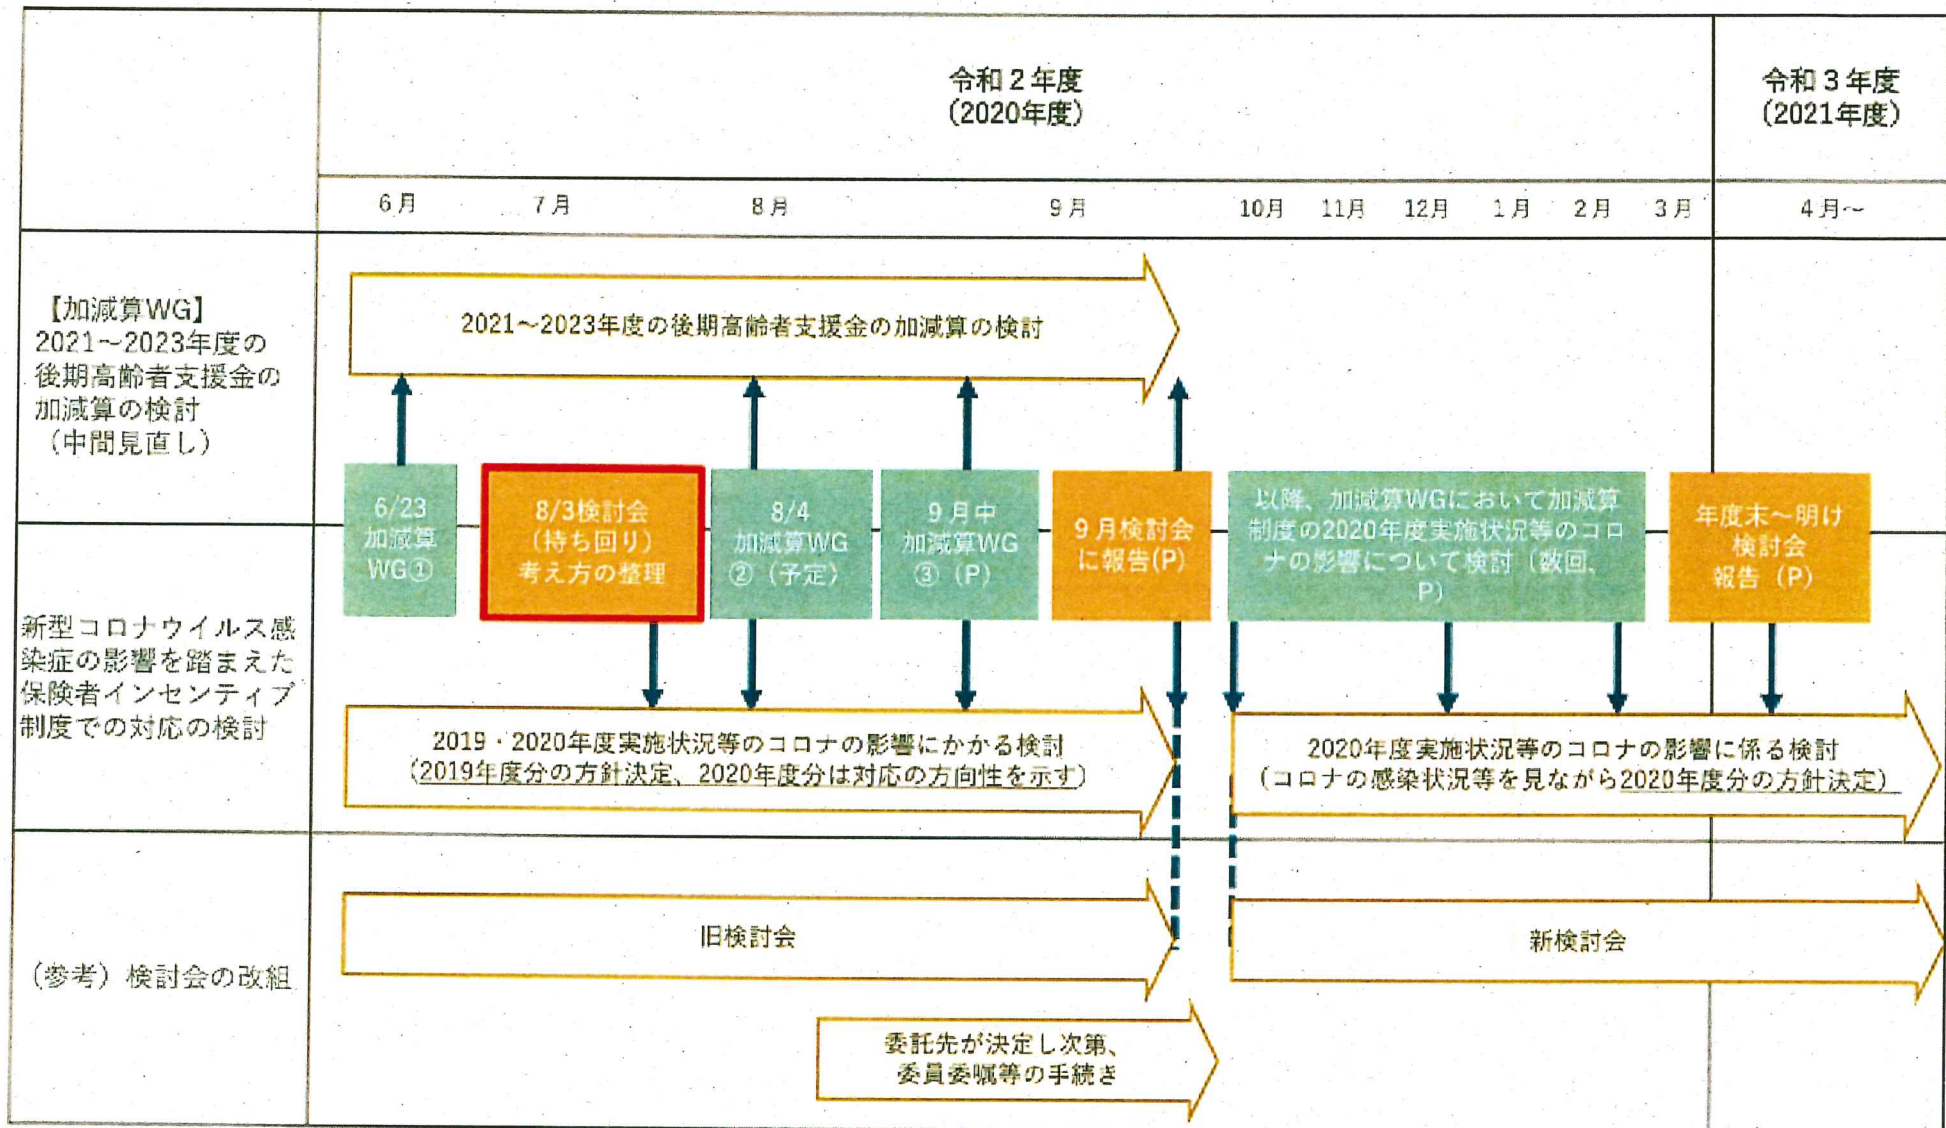 令和２年度
（2020年度）
令和３年度
（2021年度）
６月
７月
８月
９月
10月
11月
12月
１月
２月
３月
４月～
【加減算WG】
2021～2023年度の
後期高齢者支援金の
加減算の検討
（中間見直し）
2021～2023年度の後期高齢者支援金の加減算の検討
6/23
加減算
WG①
8/3検討会
（持ち回り）
考え方の整理
8/4
加減算WG
②（予定）
９月中
加減算WG
③（P）
９月検討会
に報告(P)
以降、加減算WGにおいて加減算
制度の2020年度実施状況等のコロ
ナの影響について検討（数回、
P）
年度末～明け
検討会
報告（P）
新型コロナウイルス感
染症の影響を踏まえた
保険者インセンティブ
制度での対応の検討
2019・2020年度実施状況等のコロナの影響にかかる検討
（2019年度分の方針決定、2020年度分は対応の方向性を示す）
2020年度実施状況等のコロナの影響に係る検討
（コロナの感染状況等を見ながら2020年度分の方針決定）
（参考）検討会の改組
旧検討会
新検討会
委託先が決定し次第、
委員委嘱等の手続き